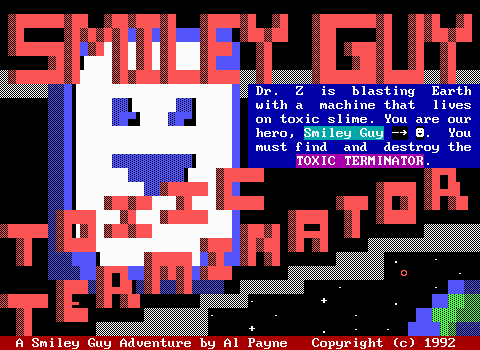 SMILEY GUY
Dr. Z is blasting Earth
with a machine that lives
on toxic slime. You are our
hero, Smiley Guy → ☻. You
must find and destroy the
TOXIC TERMINATOR.
TOXIC
TERMINATOR
A Smiley Guy Adventure by Al Payne Copyright (c) 1992